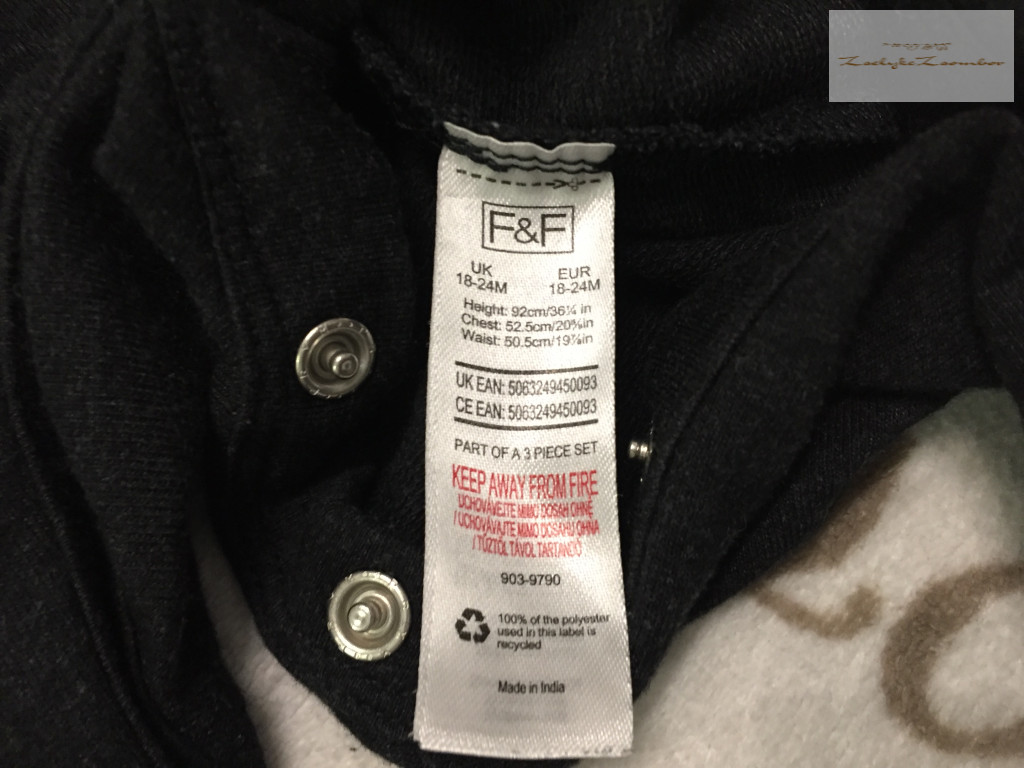 F&F
UK EUR
18-24M 18-24M
Height: 92cm/36¼ in
Chest: 52.5cm/20⅝in
Waist: 50.5cm/19⅞in
UK EAN: 5063249450093
CE EAN: 5063249450093
PART OF A 3 PIECE SET
KEEP AWAY FROM FIRE
UCHOVÁVEJTE MIMO DOSAH OHNĚ
/ UCHOVÁVAJTE MIMO DOSAHU OHŇA
/ TŰZTŐL TÁVOL TARTANDÓ
903-9790
100% of the polyester
used in this label is
recycled
Made in India